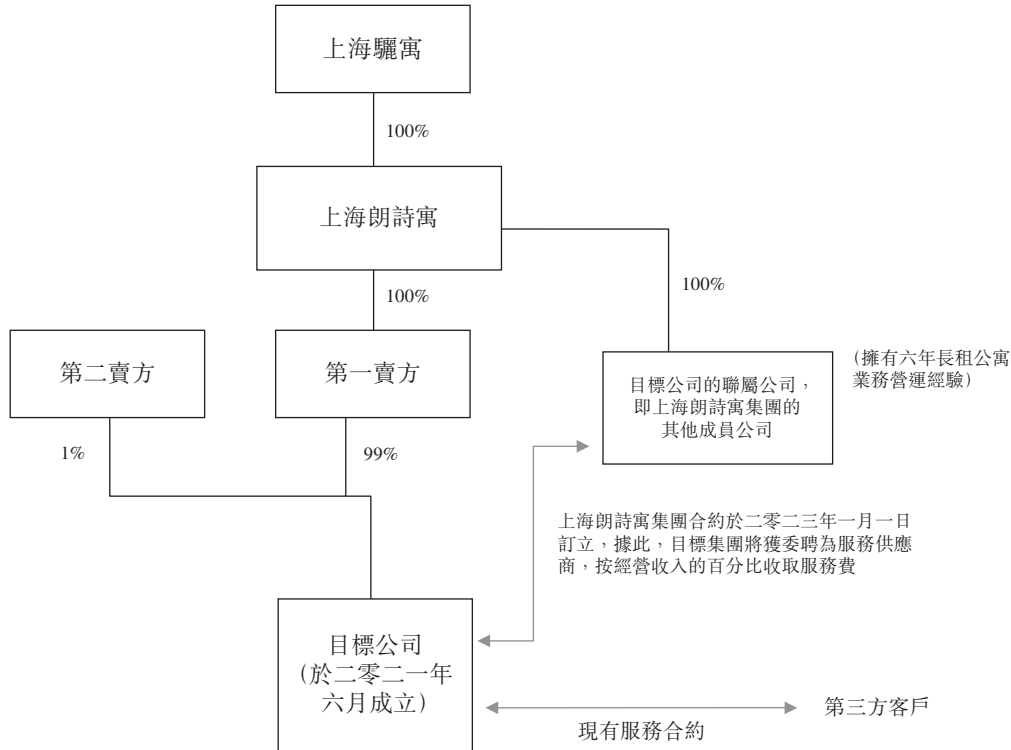 上海驪寓
100%
上海朗詩寓
100%
100%
第二賣方
第一賣方
目標公司的聯屬公司，
即上海朗詩寓集團的
其他成員公司
（擁有六年長租公寓
業務營運經驗）
1%
99%
上海朗詩寓集團合約於二零二三年一月一日
訂立，據此，目標集團將獲委聘為服務供應
商，按經營收入的百分比收取服務費
目標公司
（於二零二一年
六月成立）
第三方客戶
現有服務合約